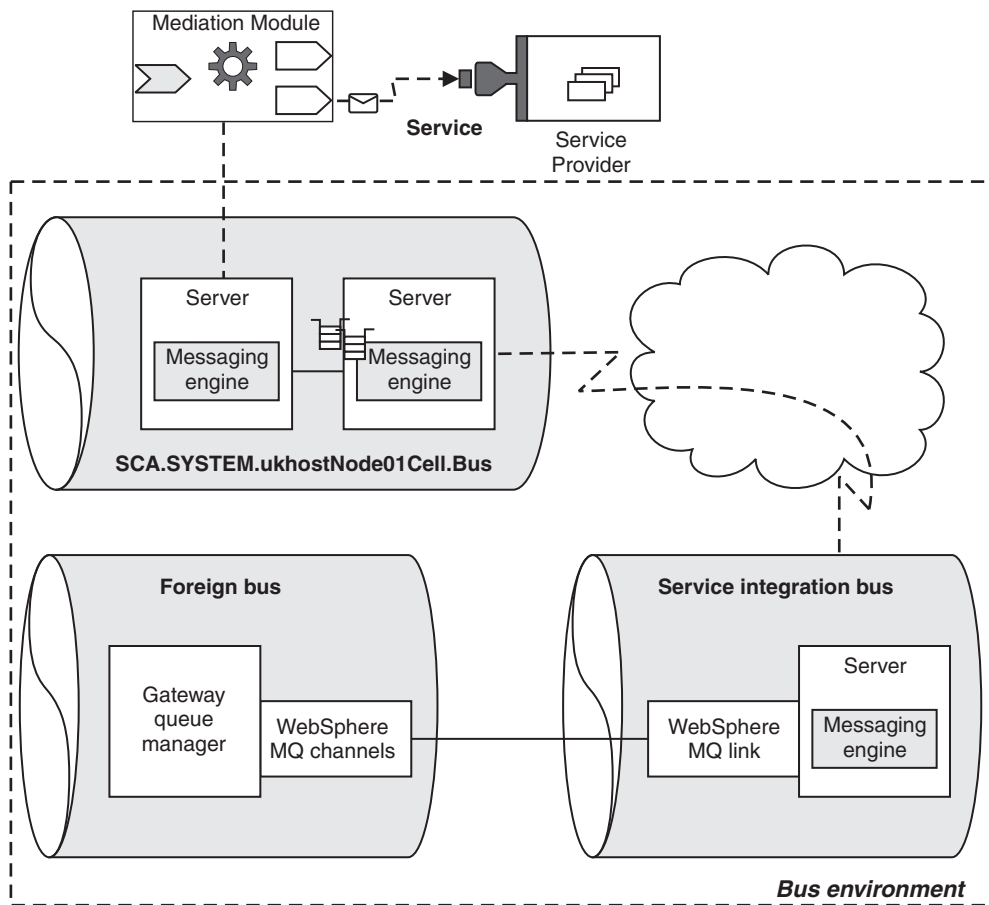 Mediation Module
Service
Service
Provider
Server
Messaging
engine
Server
Messaging
engine
SCA.SYSTEM.ukhostNode01Cell.Bus
Foreign bus
Gateway
queue
manager
WebSphere
MQ channels
Service integration bus
WebSphere
MQ link
Server
Messaging
engine
Bus environment